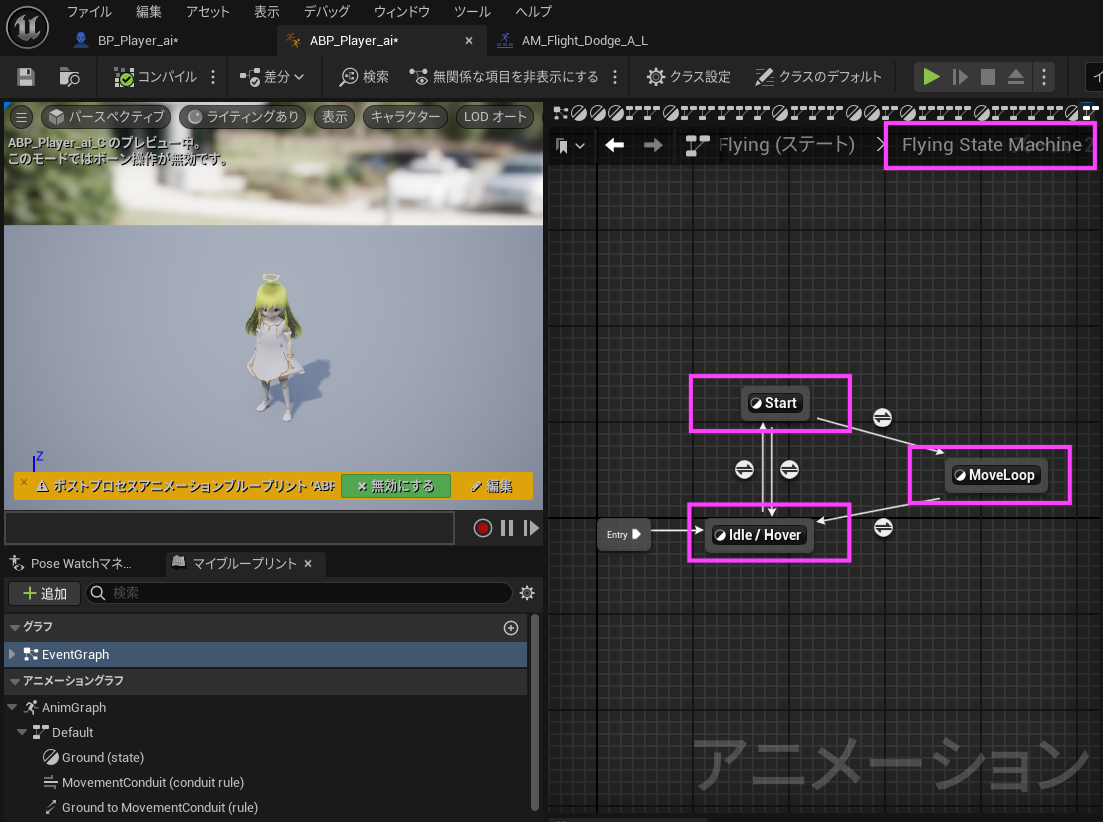 ファイル 編集 アセット 表示 デバッグ ウィンドウ ツール ヘルプ
BP_Player_ai* ABP_Player_ai* × AM_Flight_Dodge_A_L
コンパイル 差分 検索 無関係な項目を非表示にする クラス設定 クラスのデフォルト
パースペクティブ ライティングあり 表示 キャラクター LOD オート
ABP_Player_ai_C のプレビュー中。
このモードではボーン操作が無効です。
Flying (ステート) > Flying State Machine
Start
MoveLoop
Entry
Idle / Hover
Z
ポストプロセスアニメーションブループリント 'ABP 無効にする 編集
Pose Watchマネ... マイブループリント ×
追加 検索
グラフ
EventGraph
アニメーショングラフ
AnimGraph
Default
Ground (state)
MovementConduit (conduit rule)
Ground to MovementConduit (rule)
アニメーション